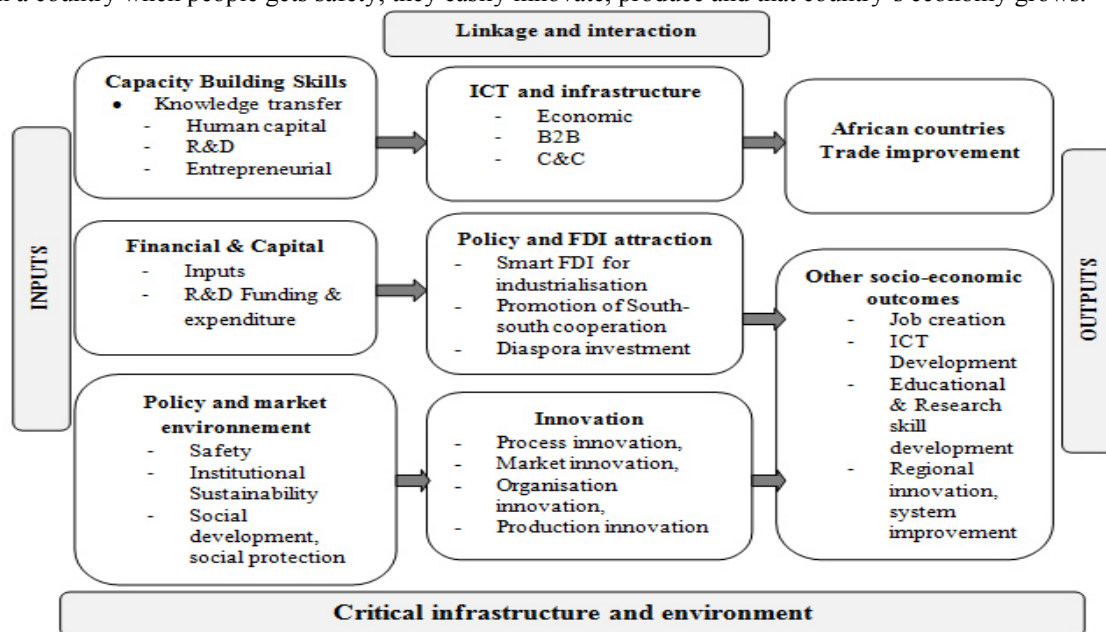 in a country when people gets safety, they easily innovate, produce and that country's economy grows.
Linkage and interaction
INPUTS
Capacity Building Skills
● Knowledge transfer
- Human capital
- R&D
- Entrepreneurial
ICT and infrastructure
- Economic
- B2B
- C&C
African countries
Trade improvement
Financial & Capital
- Inputs
- R&D Funding &
expenditure
Policy and FDI attraction
- Smart FDI for
industrialisation
- Promotion of South-
south cooperation
- Diaspora investment
Other socio-economic
outcomes
- Job creation
- ICT
Development
- Educational
& Research
skill
development
- Regional
innovation,
system
improvement
Policy and market
environnement
- Safety
- Institutional
Sustainability
- Social
development,
social protection
Innovation
- Process innovation,
- Market innovation,
- Organisation
innovation,
- Production innovation
OUTPUTS
Critical infrastructure and environment